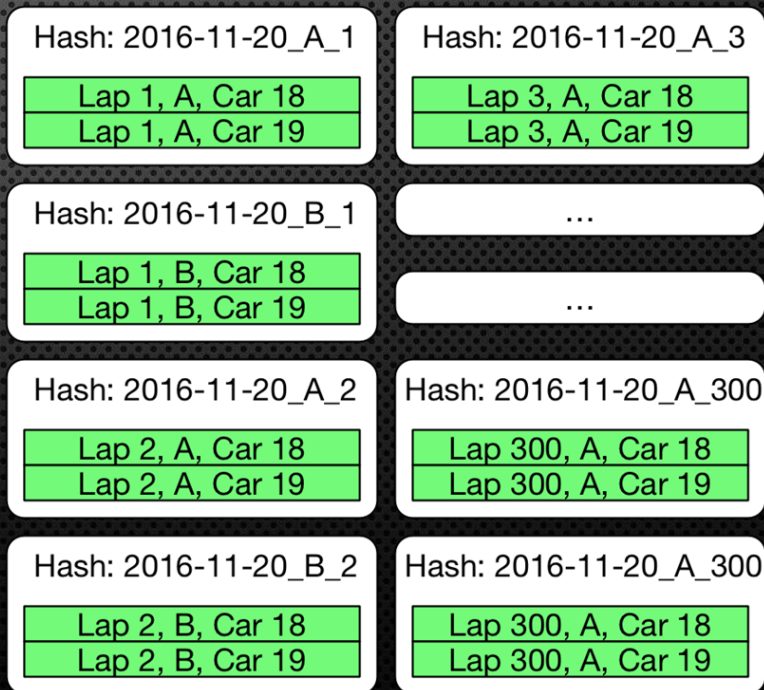 Hash: 2016-11-20_A_1
Lap 1, A, Car 18
Lap 1, A, Car 19
Hash: 2016-11-20_B_1
Lap 1, B, Car 18
Lap 1, B, Car 19
Hash: 2016-11-20_A_2
Lap 2, A, Car 18
Lap 2, A, Car 19
Hash: 2016-11-20_B_2
Lap 2, B, Car 18
Lap 2, B, Car 19
Hash: 2016-11-20_A_3
Lap 3, A, Car 18
Lap 3, A, Car 19
...
...
Hash: 2016-11-20_A_300
Lap 300, A, Car 18
Lap 300, A, Car 19
Hash: 2016-11-20_A_300
Lap 300, A, Car 18
Lap 300, A, Car 19